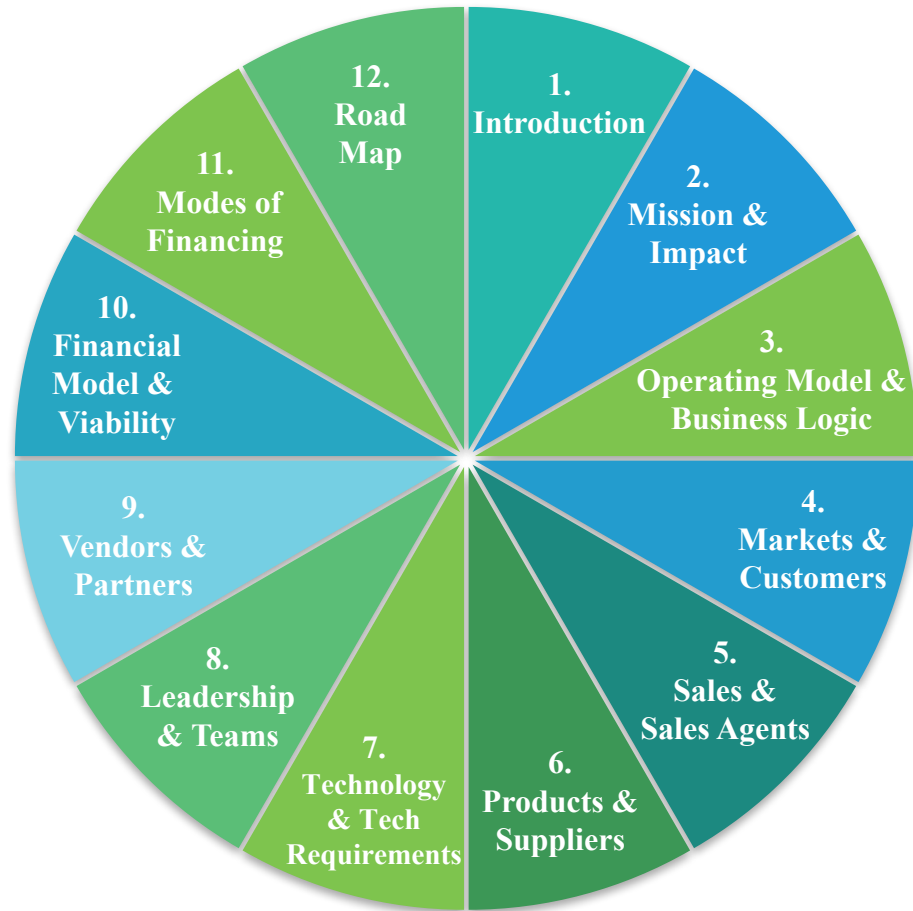 1.
Introduction
2.
Mission &
Impact
3.
Operating Model &
Business Logic
4.
Markets &
Customers
5.
Sales &
Sales Agents
6.
Products &
Suppliers
7.
Technology
& Tech
Requirements
8.
Leadership
& Teams
9.
Vendors &
Partners
10.
Financial
Model &
Viability
11.
Modes of
Financing
12.
Road
Map